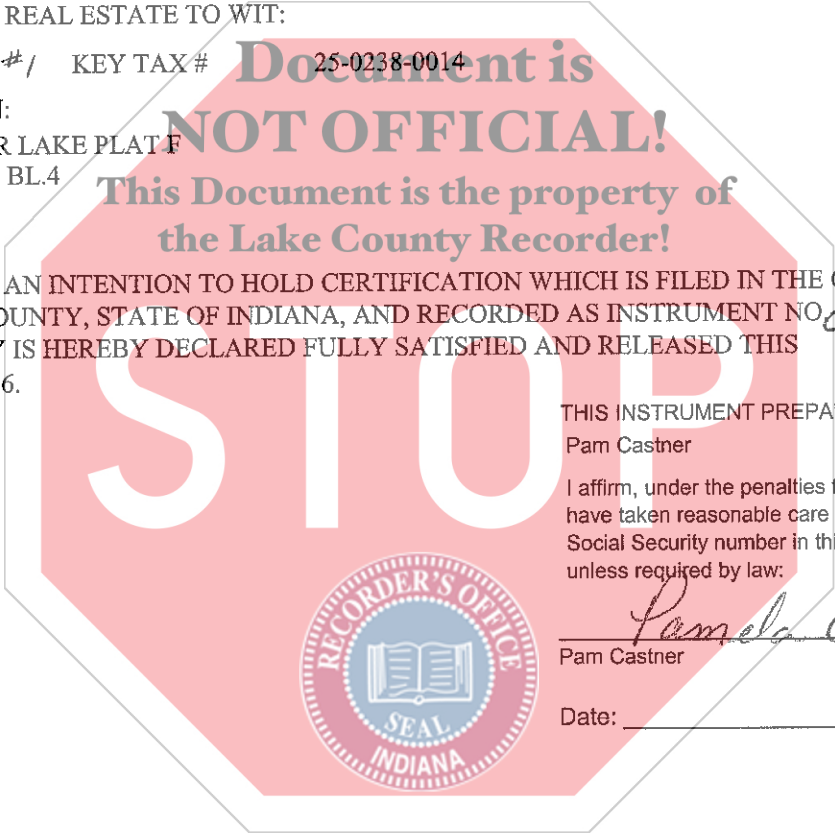 REAL ESTATE TO WIT:
#1 KEY TAX # 25-0238-0014
Document is
NOT OFFICIAL!
R LAKE PLAT F
BL.4
This Document is the property of
the Lake County Recorder!
AN INTENTION TO HOLD CERTIFICATION WHICH IS FILED IN THE
OUNTY, STATE OF INDIANA, AND RECORDED AS INSTRUMENT NO
IS HEREBY DECLARED FULLY SATISFIED AND RELEASED THIS
6.
STOP
THIS INSTRUMENT PREPA
Pam Castner
I affirm, under the penalties
have taken reasonable care
Social Security number in thi
unless required by law:
Pamela
Pam Castner
Date:
RECORDER'S OFFICE
SEAL
INDIANA